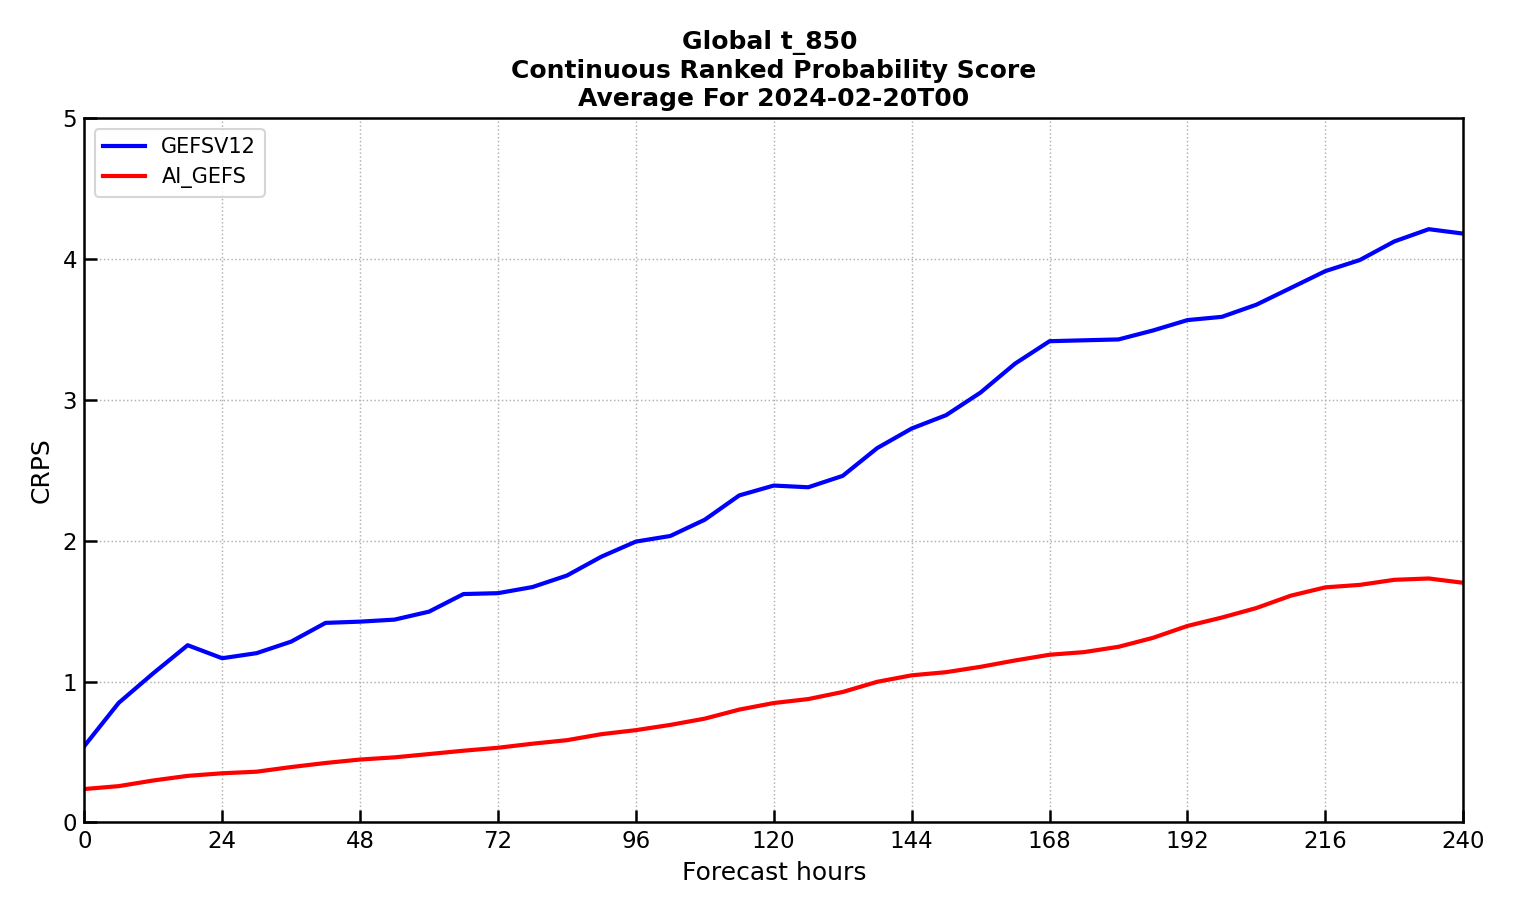 Global t_850
Continuous Ranked Probability Score
Average For 2024-02-20T00
GEFSV12
AI_GEFS
5
4
3
2
1
0
CRPS
0 24 48 72 96 120 144 168 192 216 240
Forecast hours